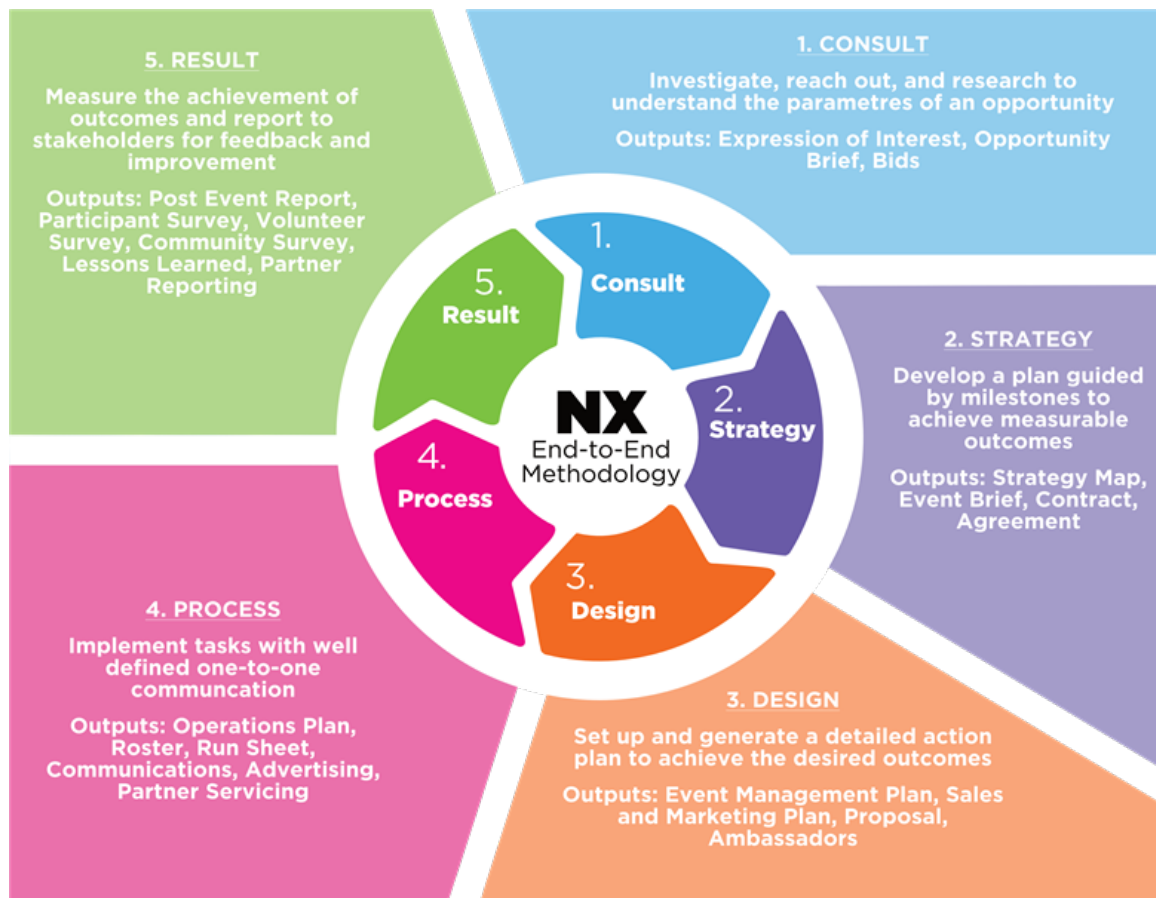 1. CONSULT
Investigate, reach out, and research to
understand the parametres of an opportunity
Outputs: Expression of Interest, Opportunity
Brief, Bids
2. STRATEGY
Develop a plan guided
by milestones to
achieve measurable
outcomes
Outputs: Strategy Map,
Event Brief, Contract,
Agreement
3. DESIGN
Set up and generate a detailed action
plan to achieve the desired outcomes
Outputs: Event Management Plan, Sales
and Marketing Plan, Proposal,
Ambassadors
4. PROCESS
Implement tasks with well
defined one-to-one
communcation
Outputs: Operations Plan,
Roster, Run Sheet,
Communications, Advertising,
Partner Servicing
5. RESULT
Measure the achievement of
outcomes and report to
stakeholders for feedback and
improvement
Outputs: Post Event Report,
Participant Survey, Volunteer
Survey, Community Survey,
Lessons Learned, Partner
Reporting
1.
Consult
2.
Strategy
3.
Design
4.
Process
5.
Result
NX
End-to-End
Methodology